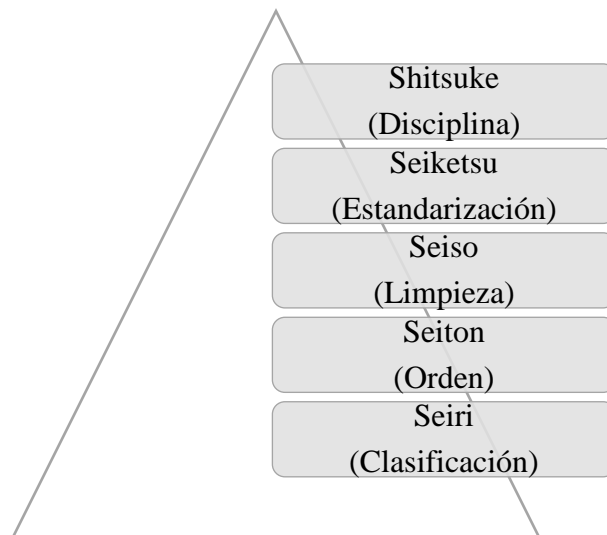 Shitsuke
(Disciplina)
Seiketsu
(Estandarización)
Seiso
(Limpieza)
Seiton
(Orden)
Seiri
(Clasificación)